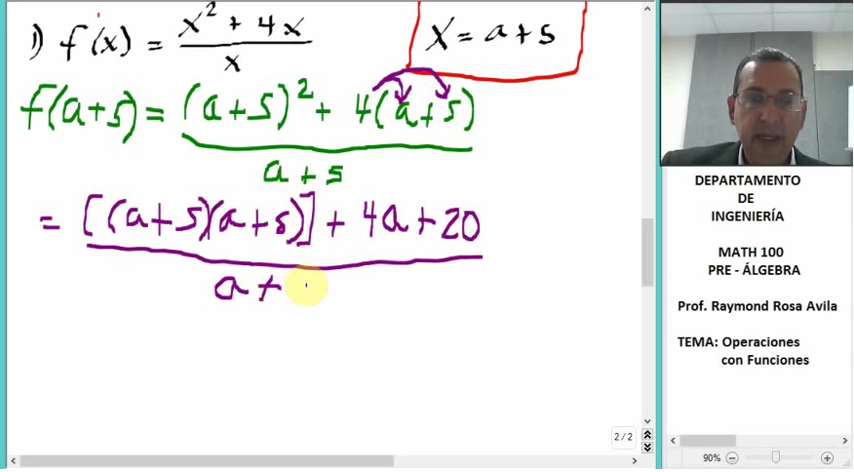 1) f(x) = x² + 4x / x
x = a + 5
f(a+5) = (a+5)² + 4(a+5) / a + 5
= [(a+5)(a+5)] + 4a + 20 / a +
DEPARTAMENTO
DE
INGENIERÍA
MATH 100
PRE - ÁLGEBRA
Prof. Raymond Rosa Avila
TEMA: Operaciones
con Funciones
2 / 2
90%